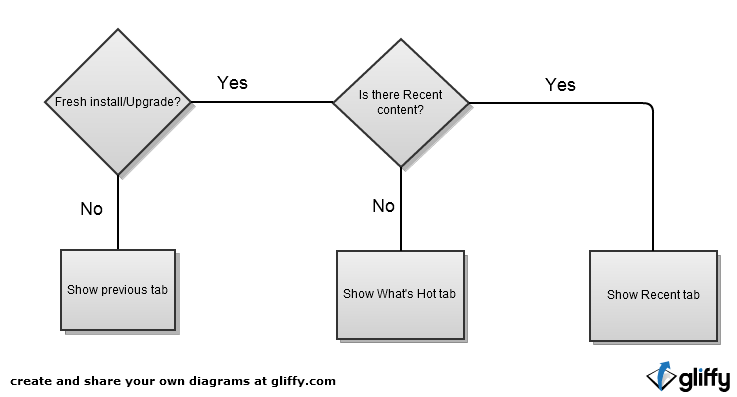 Fresh install/Upgrade?
Yes
Is there Recent
content?
Yes
No
No
Show previous tab
Show What's Hot tab
Show Recent tab
create and share your own diagrams at gliffy.com
gliffy